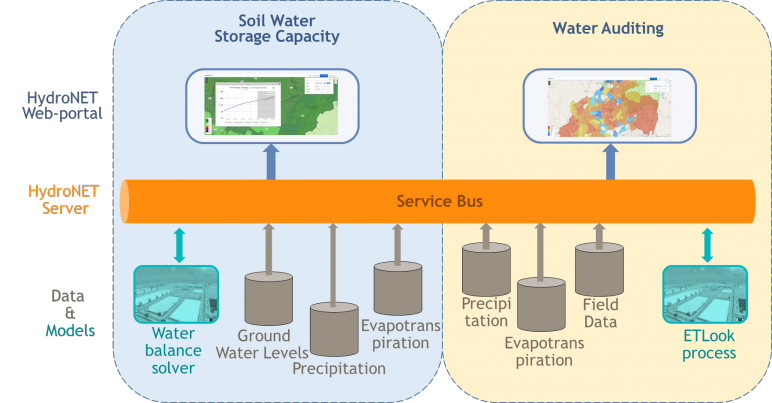 Soil Water
Storage Capacity
Water Auditing
HydroNET
Web-portal
HydroNET
Server
Service Bus
Data
&
Models
Water
balance
solver
Ground
Water Levels
Precipitation
Evapotrans
piration
Precipi
tation
Evapotrans
piration
Field
Data
ETLook
process